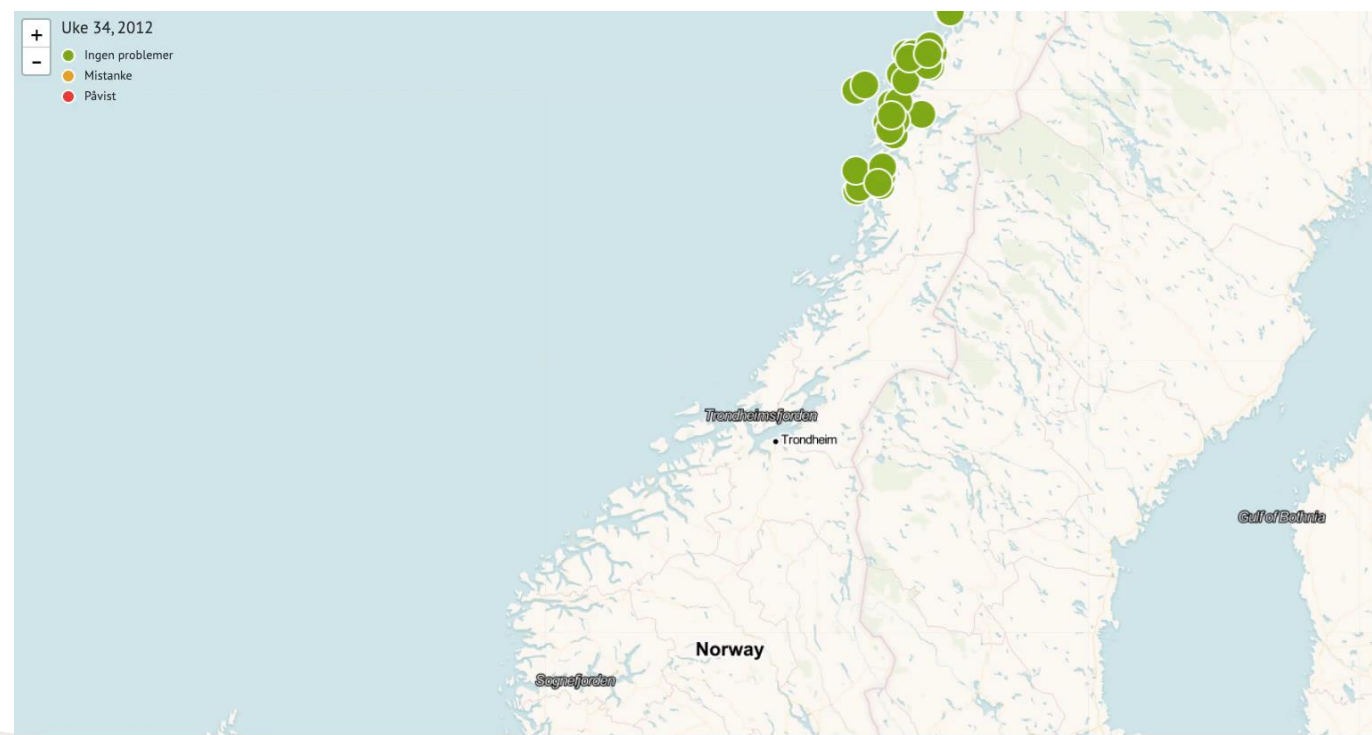 +
Uke 34, 2012
-
Ingen problemer
Mistanke
Påvist
Trondheimsfjorden
Trondheim
Gulf of Bothnia
Norway
Sognefjorden